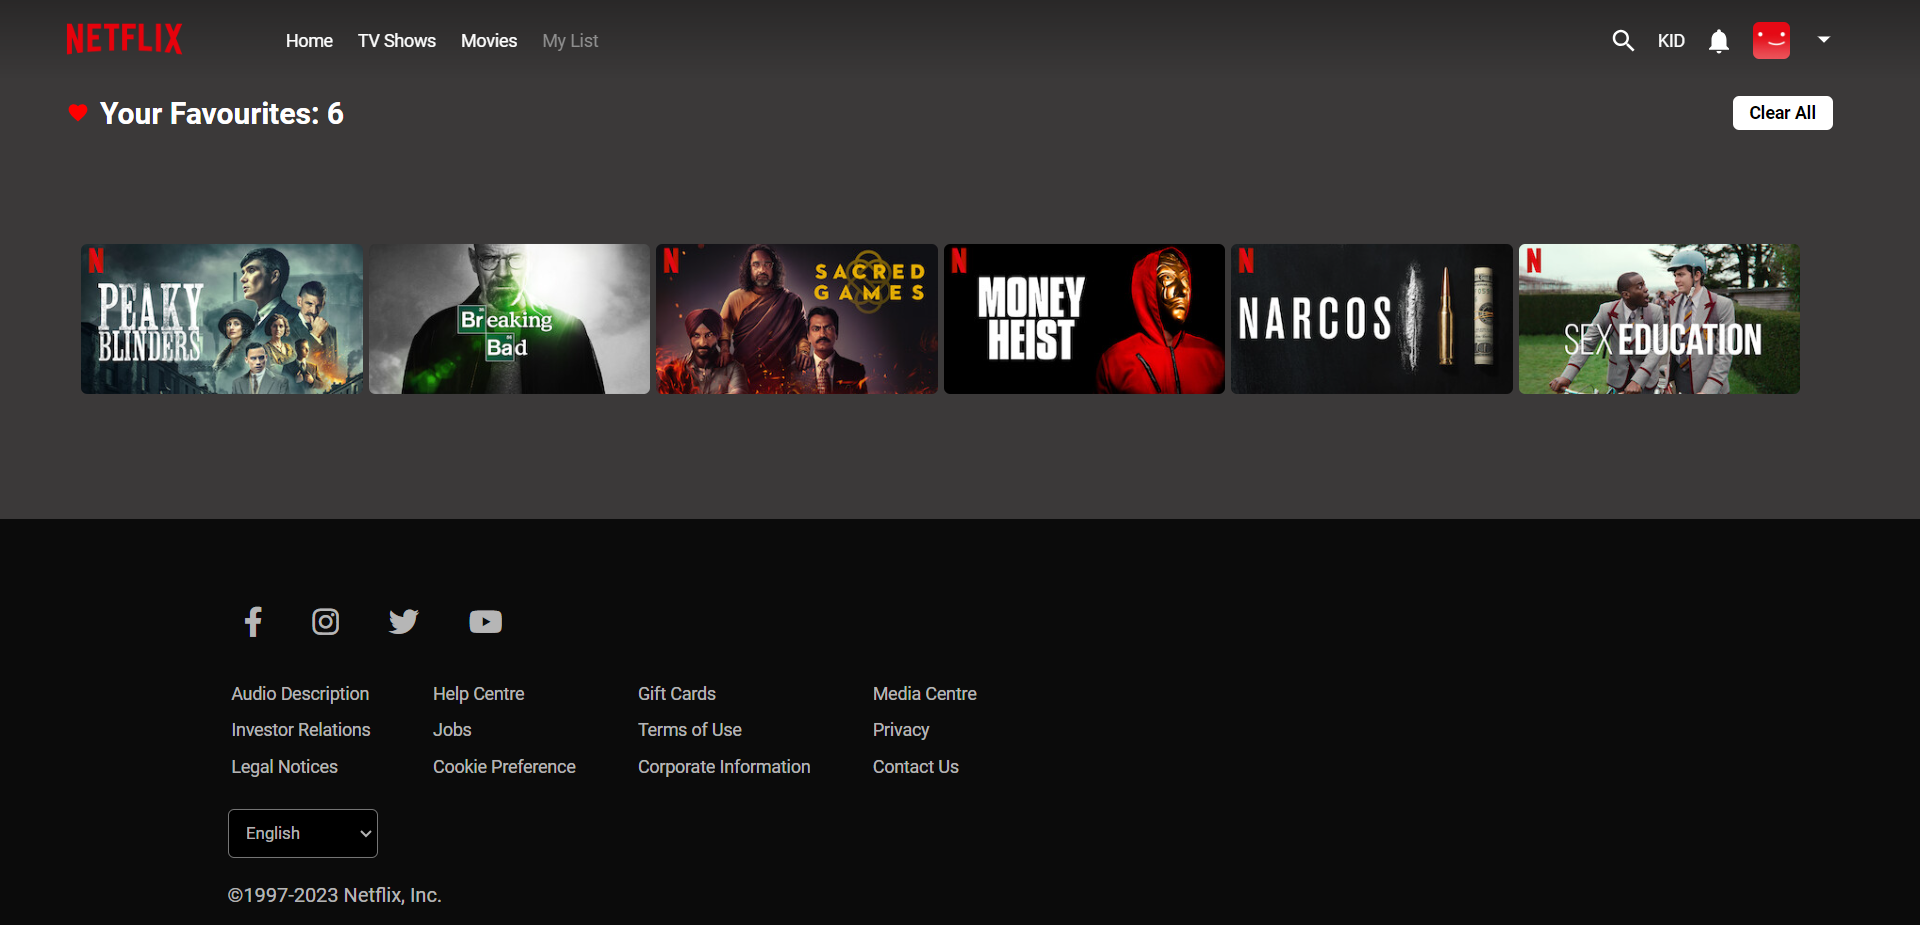 NETFLIX
Home
TV Shows
Movies
My List
KID
Your Favourites: 6
Clear All
N
PEAKY
BLINDERS
Breaking
Bad
N
SACRED
GAMES
N
MONEY
HEIST
N
NARCOS
N
SEX EDUCATION
Audio Description
Help Centre
Gift Cards
Media Centre
Investor Relations
Jobs
Terms of Use
Privacy
Legal Notices
Cookie Preference
Corporate Information
Contact Us
English
©1997-2023 Netflix, Inc.